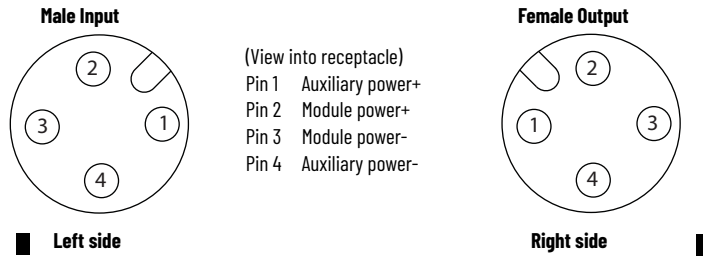 Male Input
2
3
1
4
Left side
(View into receptacle)
Pin 1 Auxiliary power+
Pin 2 Module power+
Pin 3 Module power-
Pin 4 Auxiliary power-
Female Output
2
1
3
4
Right side